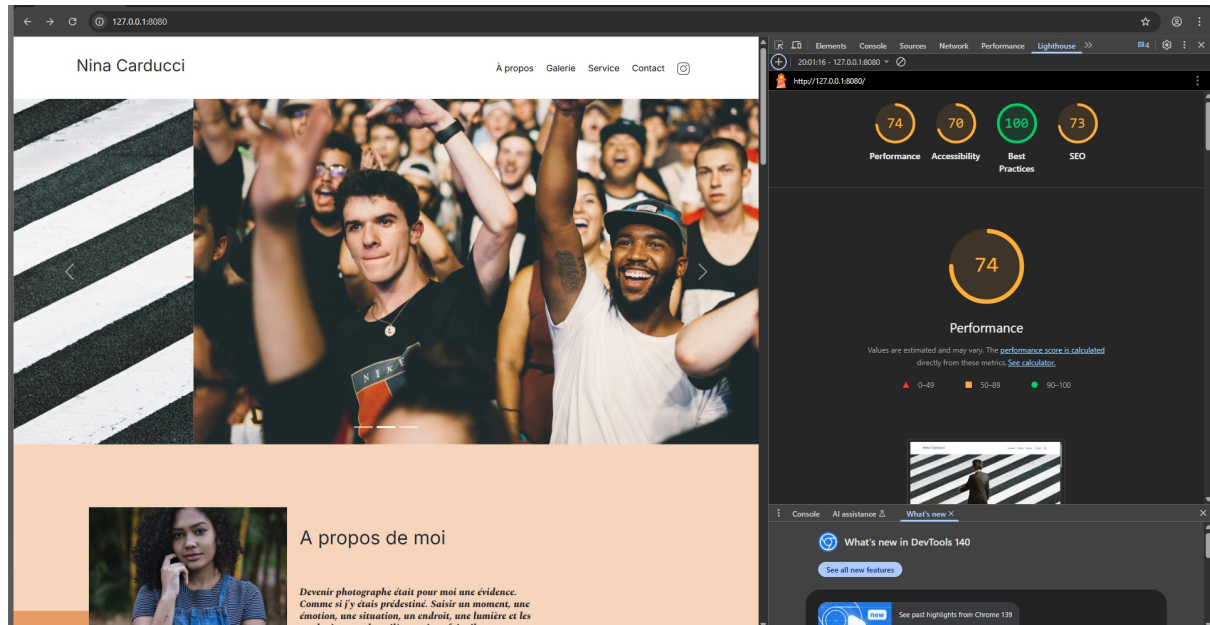 127.0.0.1:8080
Nina Carducci
À propos Galerie Service Contact
NIKE
A propos de moi
Devenir photographe était pour moi une évidence.
Comme si j'y étais prédestiné. Saisir un moment, une
émotion, une situation, un endroit, une lumière et les
Elements Console Sources Network Performance Lighthouse 4
20:01:16 - 127.0.0.1:8080
http://127.0.0.1:8080/
74 70 100 73
Performance Accessibility Best Practices SEO
74
Performance
Values are estimated and may vary. The performance score is calculated
directly from these metrics. See calculator.
0–49 50–89 90–100
Console AI assistance What's new
What's new in DevTools 140
See all new features
new
See past highlights from Chrome 139